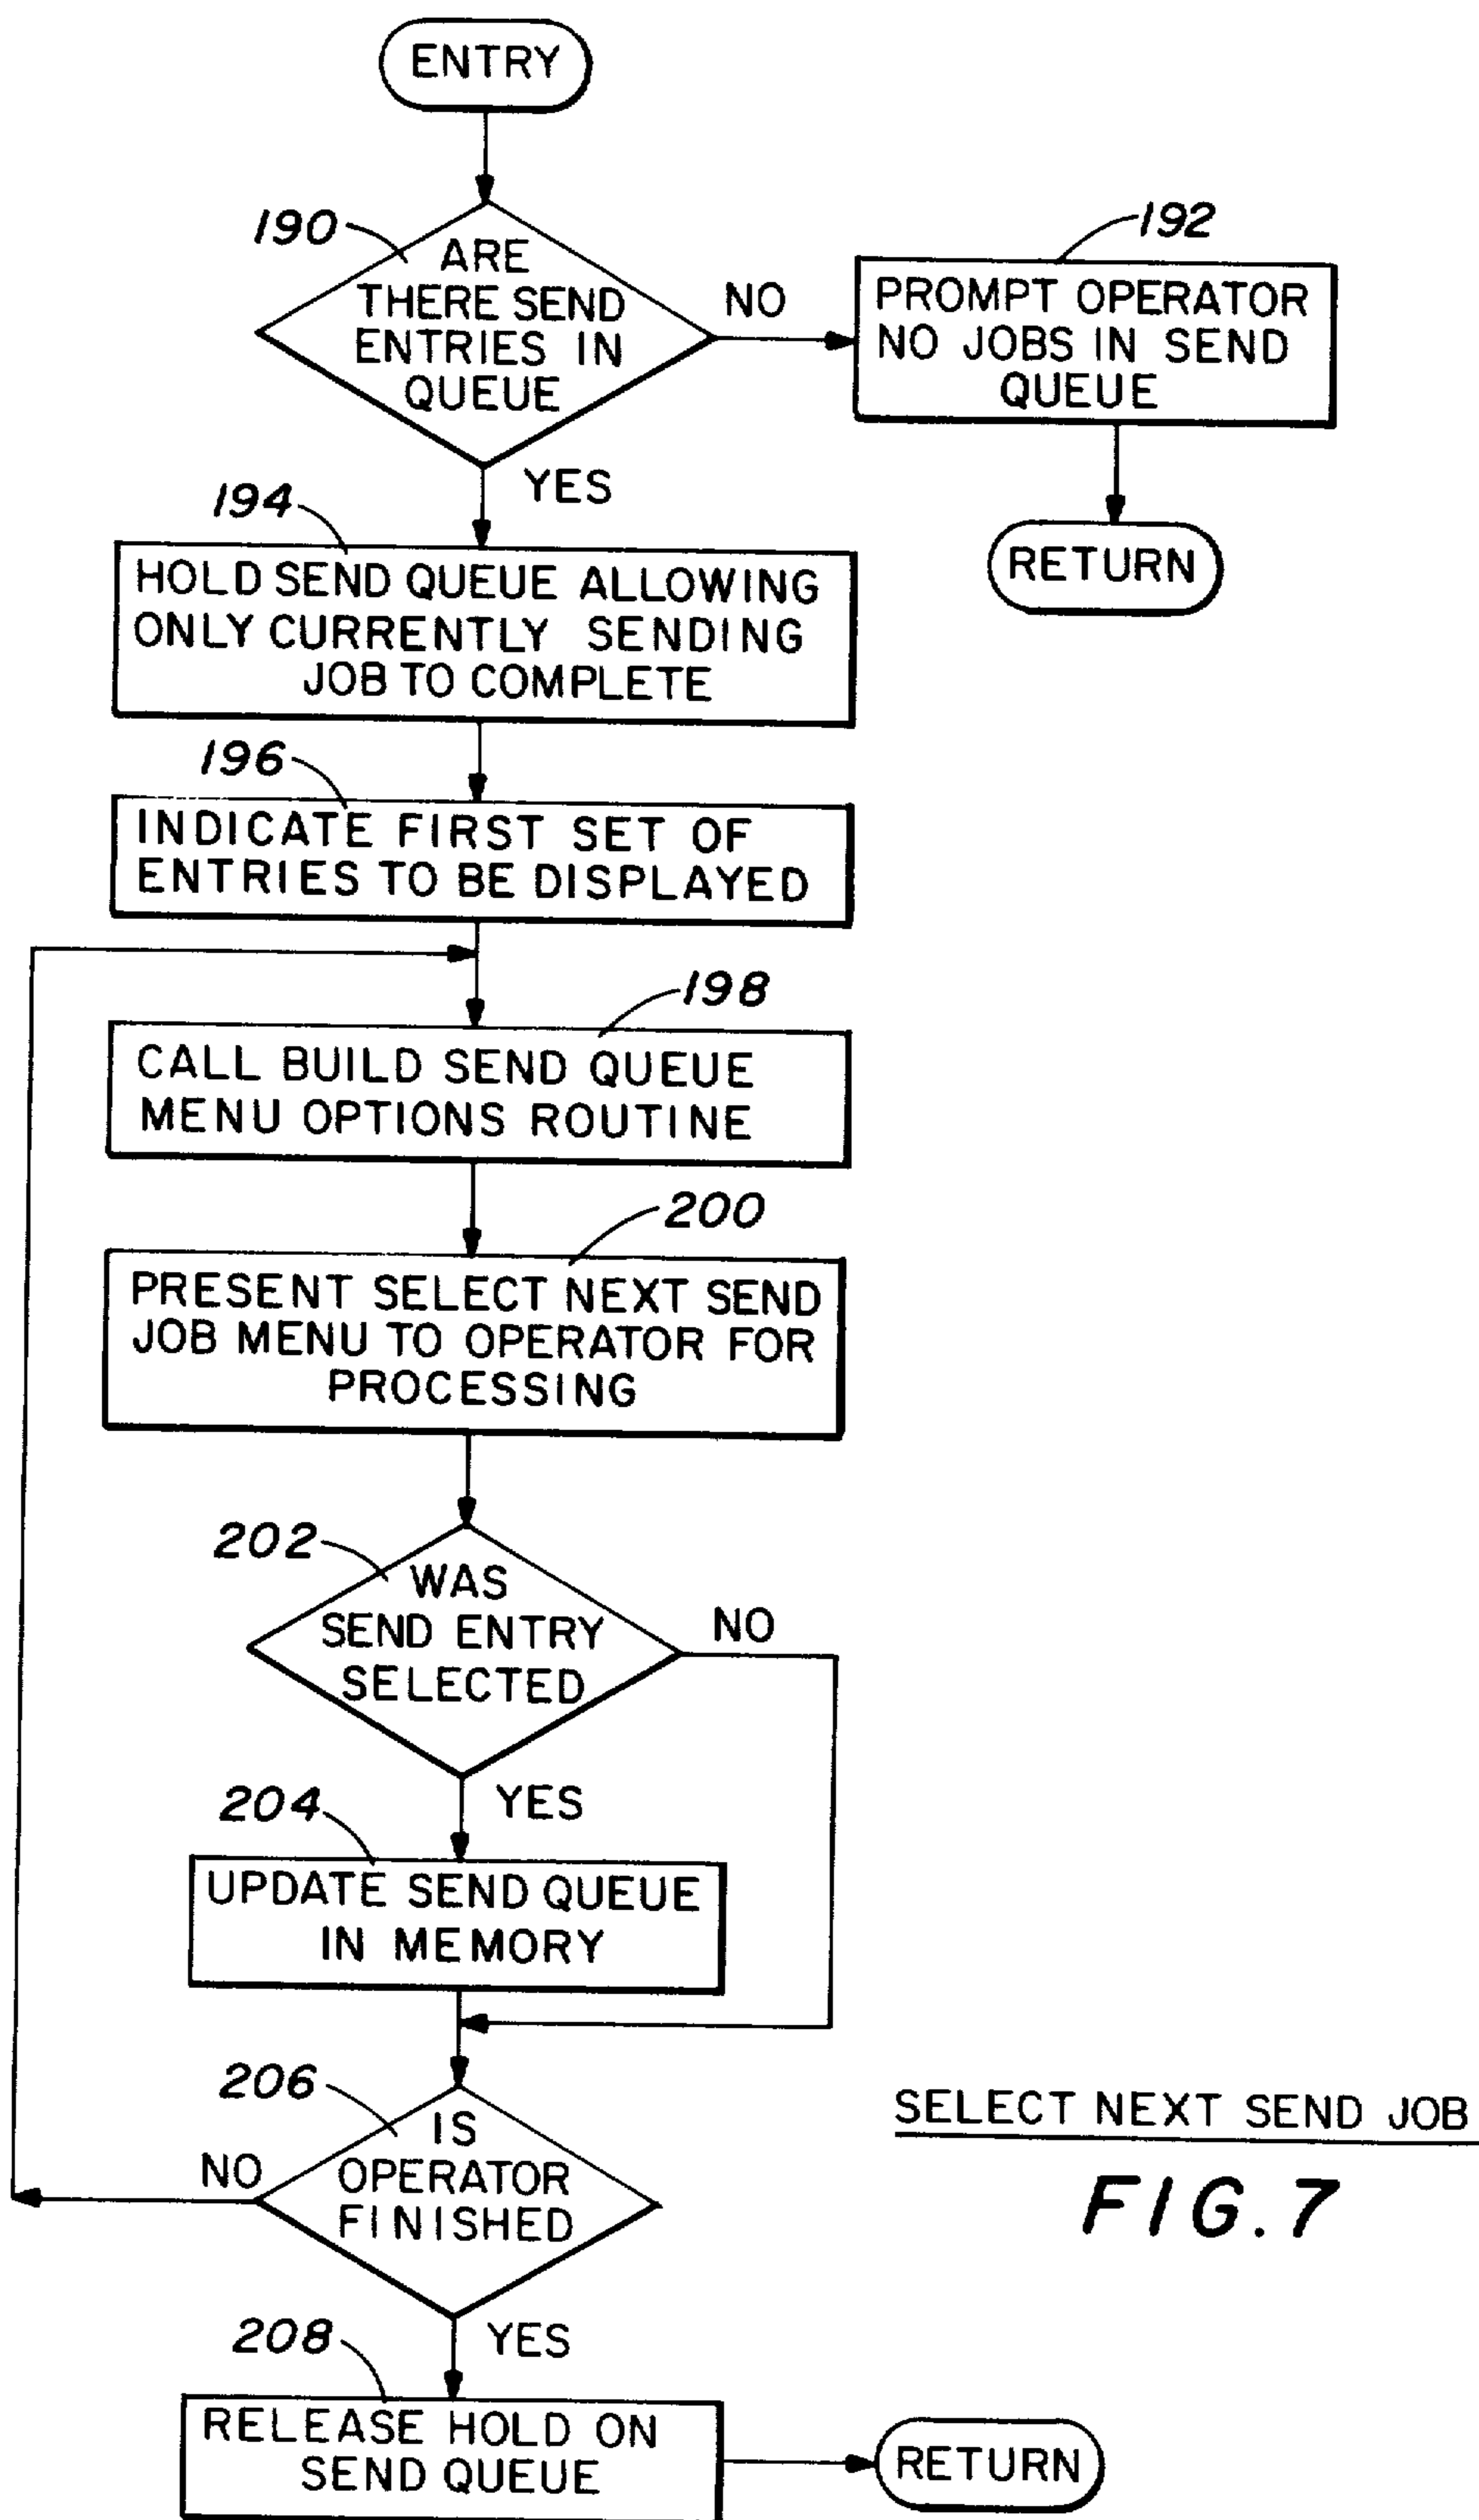 ENTRY
190
ARE
THERE SEND
ENTRIES IN
QUEUE
NO
192
PROMPT OPERATOR
NO JOBS IN SEND
QUEUE
RETURN
YES
194
HOLD SEND QUEUE ALLOWING
ONLY CURRENTLY SENDING
JOB TO COMPLETE
196
INDICATE FIRST SET OF
ENTRIES TO BE DISPLAYED
198
CALL BUILD SEND QUEUE
MENU OPTIONS ROUTINE
200
PRESENT SELECT NEXT SEND
JOB MENU TO OPERATOR FOR
PROCESSING
202
WAS
SEND ENTRY
SELECTED
NO
YES
204
UPDATE SEND QUEUE
IN MEMORY
206
IS
OPERATOR
FINISHED
NO
YES
208
RELEASE HOLD ON
SEND QUEUE
RETURN
SELECT NEXT SEND JOB
FIG. 7